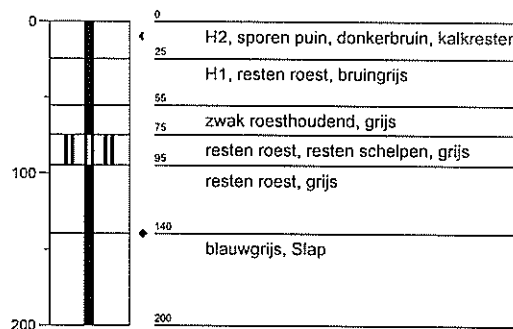 0
0
H2, sporen puin, donkerbruin, kalkresten
25
H1, resten roest, bruingrijs
55
zwak roesthoudend, grijs
75
resten roest, resten schelpen, grijs
95
100
resten roest, grijs
140
blauwgrijs, Slap
200
200